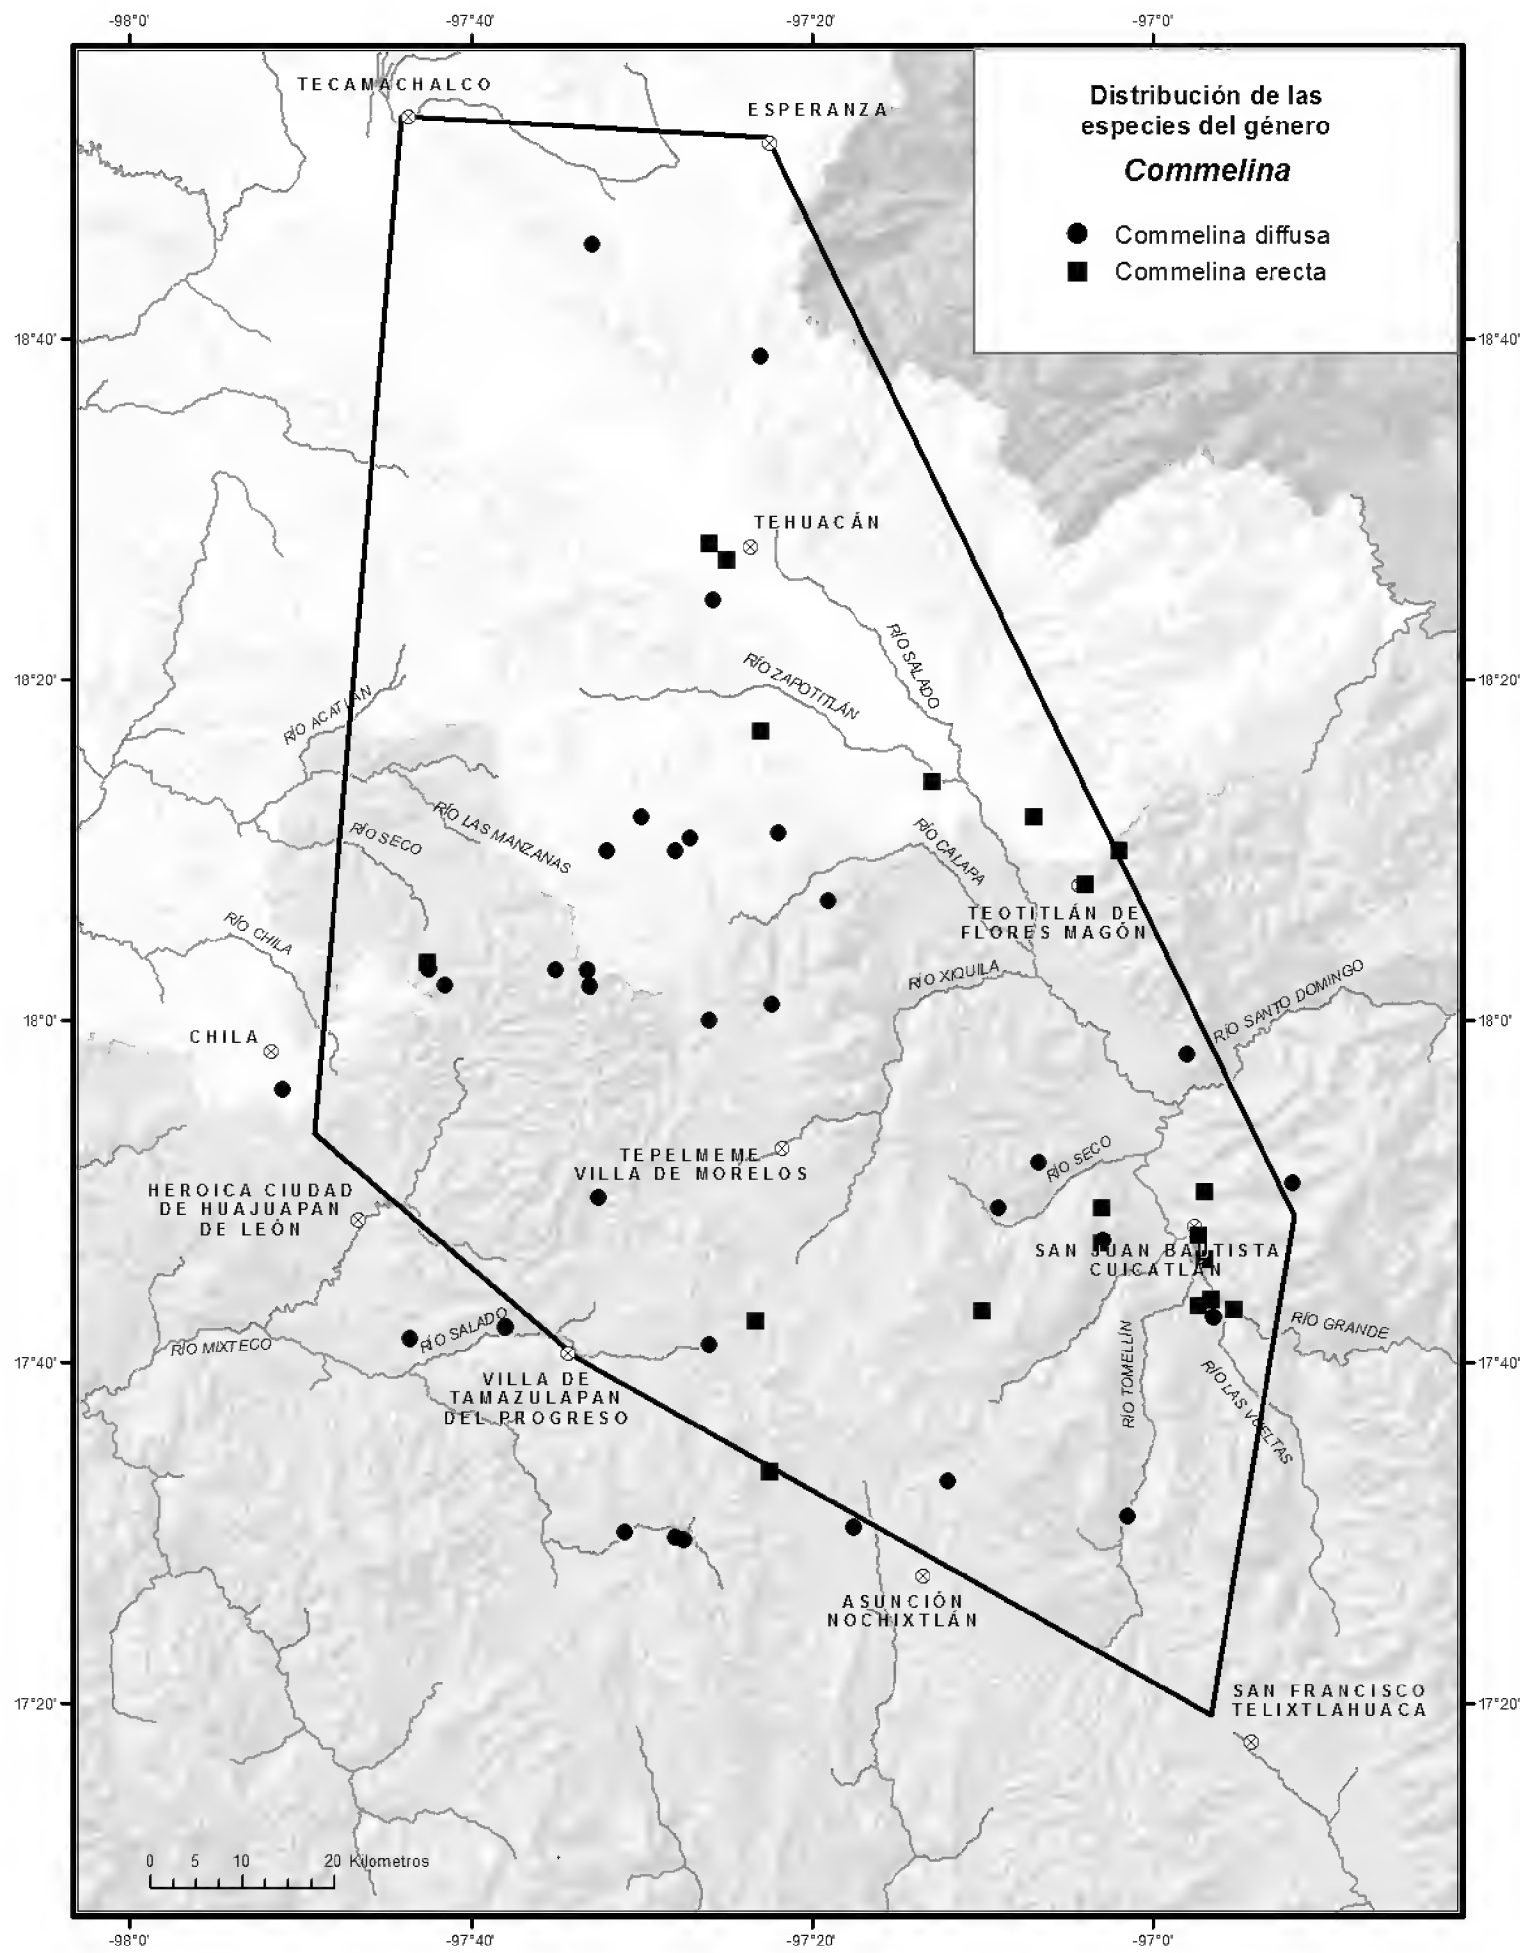 -98°0' -97°40' -97°20' -97°0'
TECAMACHALCO
ESPERANZA
Distribución de las
especies del género
Commelina
Commelina diffusa
Commelina erecta
18°40' 18°40'
TEHUACÁN
RÍO SALADO
RÍO ZAPOTITLÁN
18°20' 18°20'
RÍO ACATLÁN
RÍO LAS MANZANAS
RÍO SECO
RÍO CALAPA
TEOTITLÁN DE
FLORES MAGÓN
RÍO CHILA
RÍO XIQUILA
RÍO SANTO DOMINGO
18°0' 18°0'
CHILA
TEPELMEME
VILLA DE MORELOS
RÍO SECO
HEROICA CIUDAD
DE HUAJUAPAN
DE LEÓN
SAN JUAN BAUTISTA
CUICATLÁN
RÍO SALADO
RÍO MIXTECO
RÍO GRANDE
17°40' 17°40'
RÍO TOMELLÍN
RÍO LAS VUELTAS
VILLA DE
TAMAZULAPAN
DEL PROGRESO
ASUNCIÓN
NOCHIXTLÁN
17°20' 17°20'
SAN FRANCISCO
TELIXTLAHUACA
0 5 10 20 Kilometros
-98°0' -97°40' -97°20' -97°0'